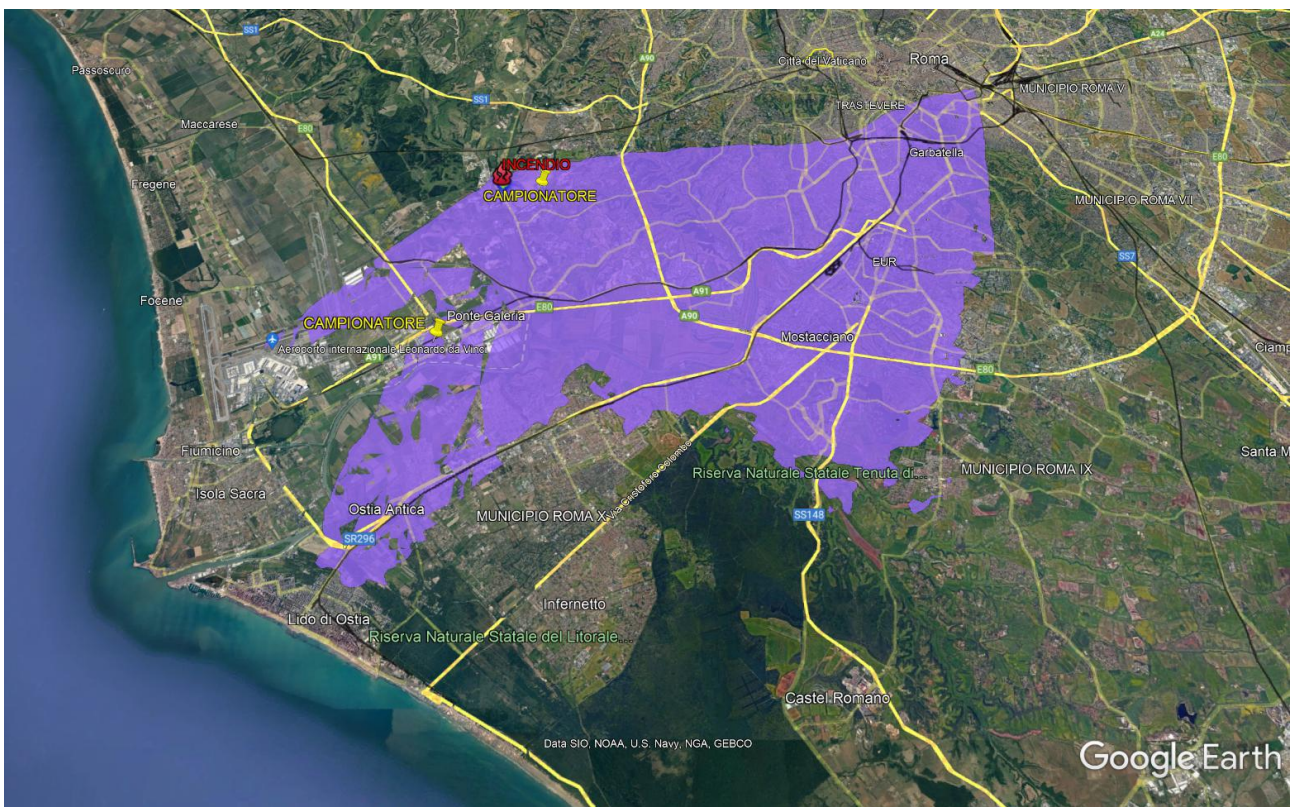 SS1
A90
A24
Passoscuro
Città del Vaticano
Roma
MUNICIPIO ROMA V
SS1
TRASTEVERE
Maccarese
E80
Garbatella
E80
INCENDIO
Fregene
CAMPIONATORE
MUNICIPIO ROMA VII
SS7
EUR
Focene
A91
E80
CAMPIONATORE
Ponte Galeria
A90
Mostacciano
Aeroporto internazionale Leonardo da Vinci
A91
Ciamp
E80
Fiumicino
Santa M
Via Cristoforo Colombo
Riserva Naturale Statale Tenuta di...
MUNICIPIO ROMA IX
Isola Sacra
Ostia Antica
MUNICIPIO ROMA X
SS148
SR296
Infernetto
Lido di Ostia
Riserva Naturale Statale del Litorale...
Castel Romano
Data SIO, NOAA, U.S. Navy, NGA, GEBCO
Google Earth